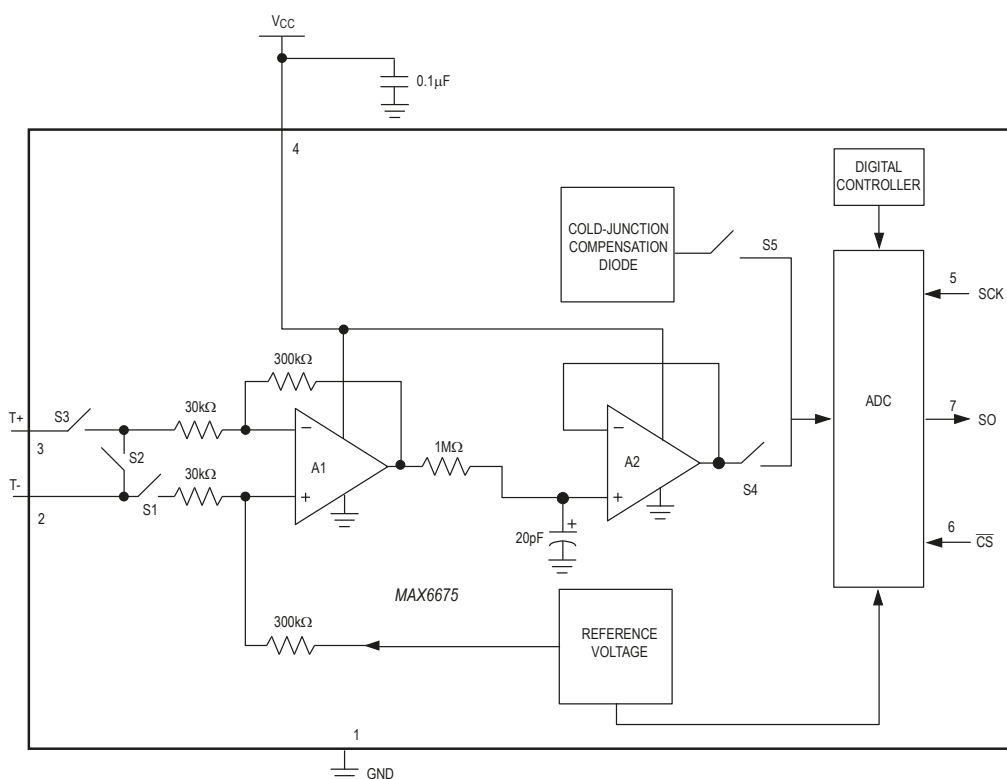 VCC
0.1µF
4
DIGITAL
CONTROLLER
COLD-JUNCTION
COMPENSATION
DIODE
S5
5
SCK
300kΩ
ADC
7
SO
T+
S3
30kΩ
3
S2
A1
1MΩ
A2
30kΩ
T-
S1
S4
2
20pF
6
CS
MAX6675
300kΩ
REFERENCE
VOLTAGE
1
GND